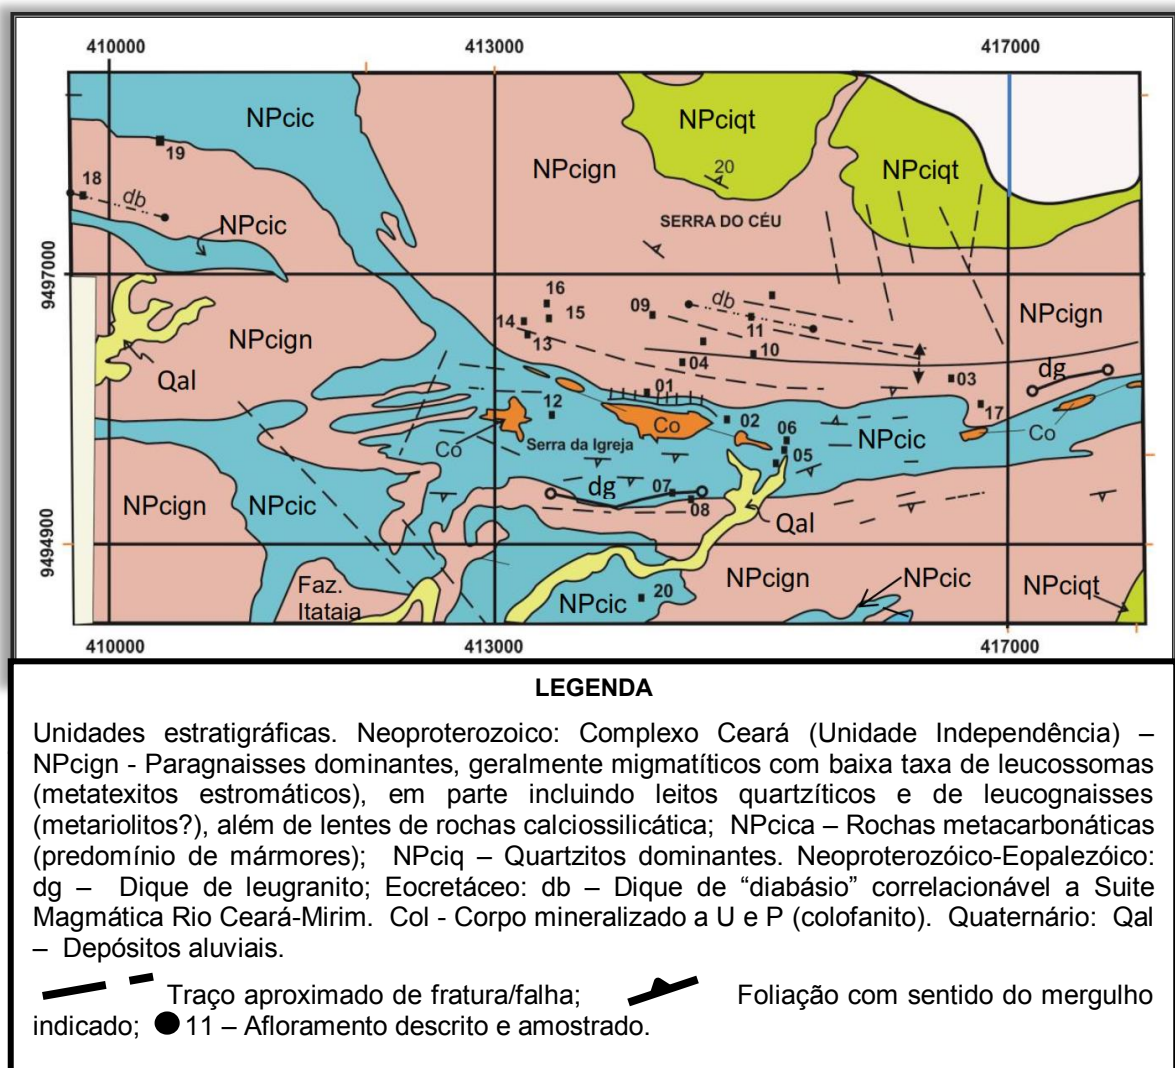 410000 413000 417000
NPcic
NPciqt
19
NPcign
NPciqt
18
20
db
NPcic
SERRA DO CÉU
9497000
16
15
09
db
14
13
11
NPcign
NPcign
10
04
dg
Qal
03
01
12
02
17
Co
06
Co
Co
Serra da Igreja
NPcic
05
07
dg
08
NPcign
NPcic
Qal
9494900
Faz.
Itataia
NPcic
20
NPcign
NPcic
NPciqt
410000 413000 417000
LEGENDA
Unidades estratigráficas. Neoproterozoico: Complexo Ceará (Unidade Independência) –
NPcign - Paragnaisses dominantes, geralmente migmatíticos com baixa taxa de leucossomas
(metatexitos estromáticos), em parte incluindo leitos quartzíticos e de leucognaisses
(metariolitos?), além de lentes de rochas calciossilicática; NPcica – Rochas metacarbonáticas
(predomínio de mármores); NPciq – Quartzitos dominantes. Neoproterozóico-Eopalezóico:
dg – Dique de leugranito; Eocretáceo: db – Dique de “diabásio” correlacionável a Suite
Magmática Rio Ceará-Mirim. Col - Corpo mineralizado a U e P (colofanito). Quaternário: Qal
– Depósitos aluviais.
Traço aproximado de fratura/falha; Foliação com sentido do mergulho
indicado; 11 – Afloramento descrito e amostrado.